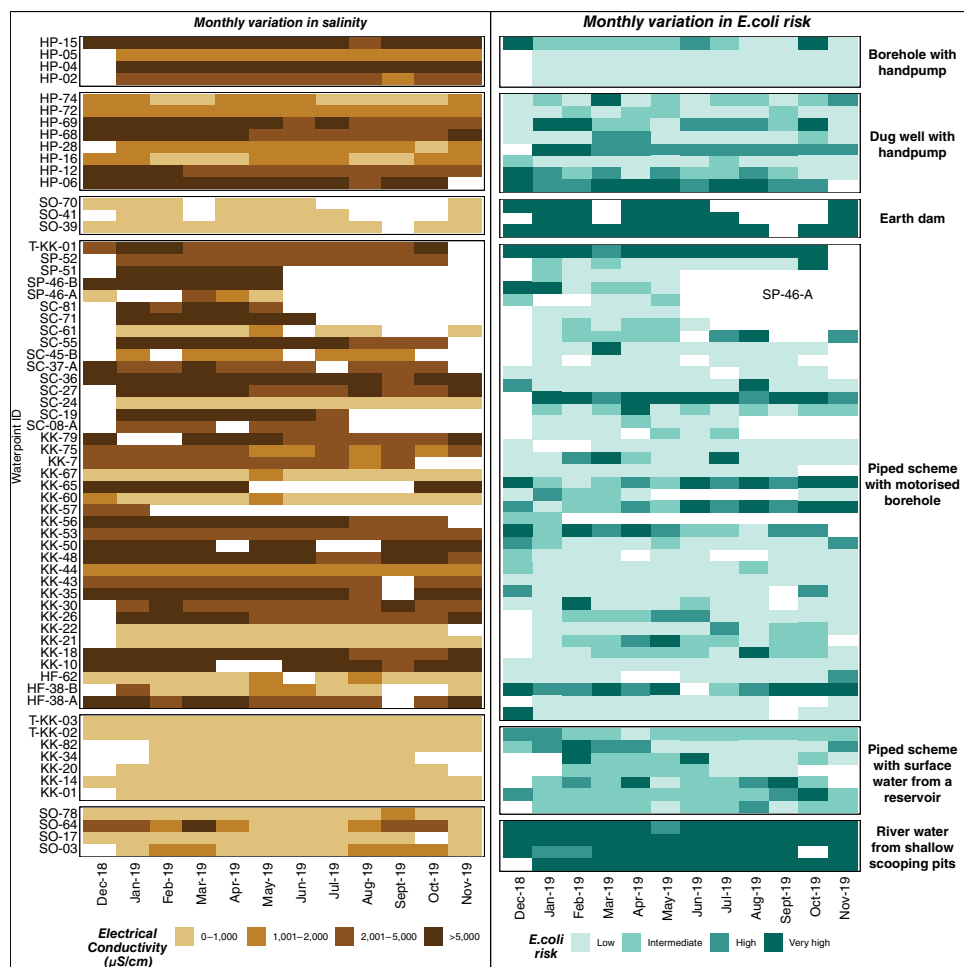 Monthly variation in salinity
HP-15
HP-05
HP-04
HP-02
HP-74
HP-72
HP-69
HP-68
HP-28
HP-16
HP-12
HP-06
SO-70
SO-41
SO-39
T-KK-01
SP-52
SP-51
SP-46-B
SP-46-A
SC-81
SC-71
SC-61
SC-55
SC-45-B
SC-37-A
SC-36
SC-27
SC-24
SC-19
SC-08-A
KK-79
KK-75
KK-7
KK-67
KK-65
KK-60
KK-57
KK-56
KK-53
KK-50
KK-48
KK-44
KK-43
KK-35
KK-30
KK-26
KK-22
KK-21
KK-18
KK-10
HF-62
HF-38-B
HF-38-A
T-KK-03
T-KK-02
KK-82
KK-34
KK-20
KK-14
KK-01
SO-78
SO-64
SO-17
SO-03
Waterpoint ID
Dec-18
Jan-19
Feb-19
Mar-19
Apr-19
May-19
Jun-19
Jul-19
Aug-19
Sept-19
Oct-19
Nov-19
Electrical
Conductivity
(µS/cm)
0–1,000
1,001–2,000
2,001–5,000
>5,000
Monthly variation in E.coli risk
Borehole with
handpump
Dug well with
handpump
Earth dam
SP-46-A
Piped scheme
with motorised
borehole
Piped scheme
with surface
water from a
reservoir
River water
from shallow
scooping pits
Dec-18
Jan-19
Feb-19
Mar-19
Apr-19
May-19
Jun-19
Jul-19
Aug-19
Sept-19
Oct-19
Nov-19
E.coli
risk
Low
Intermediate
High
Very high